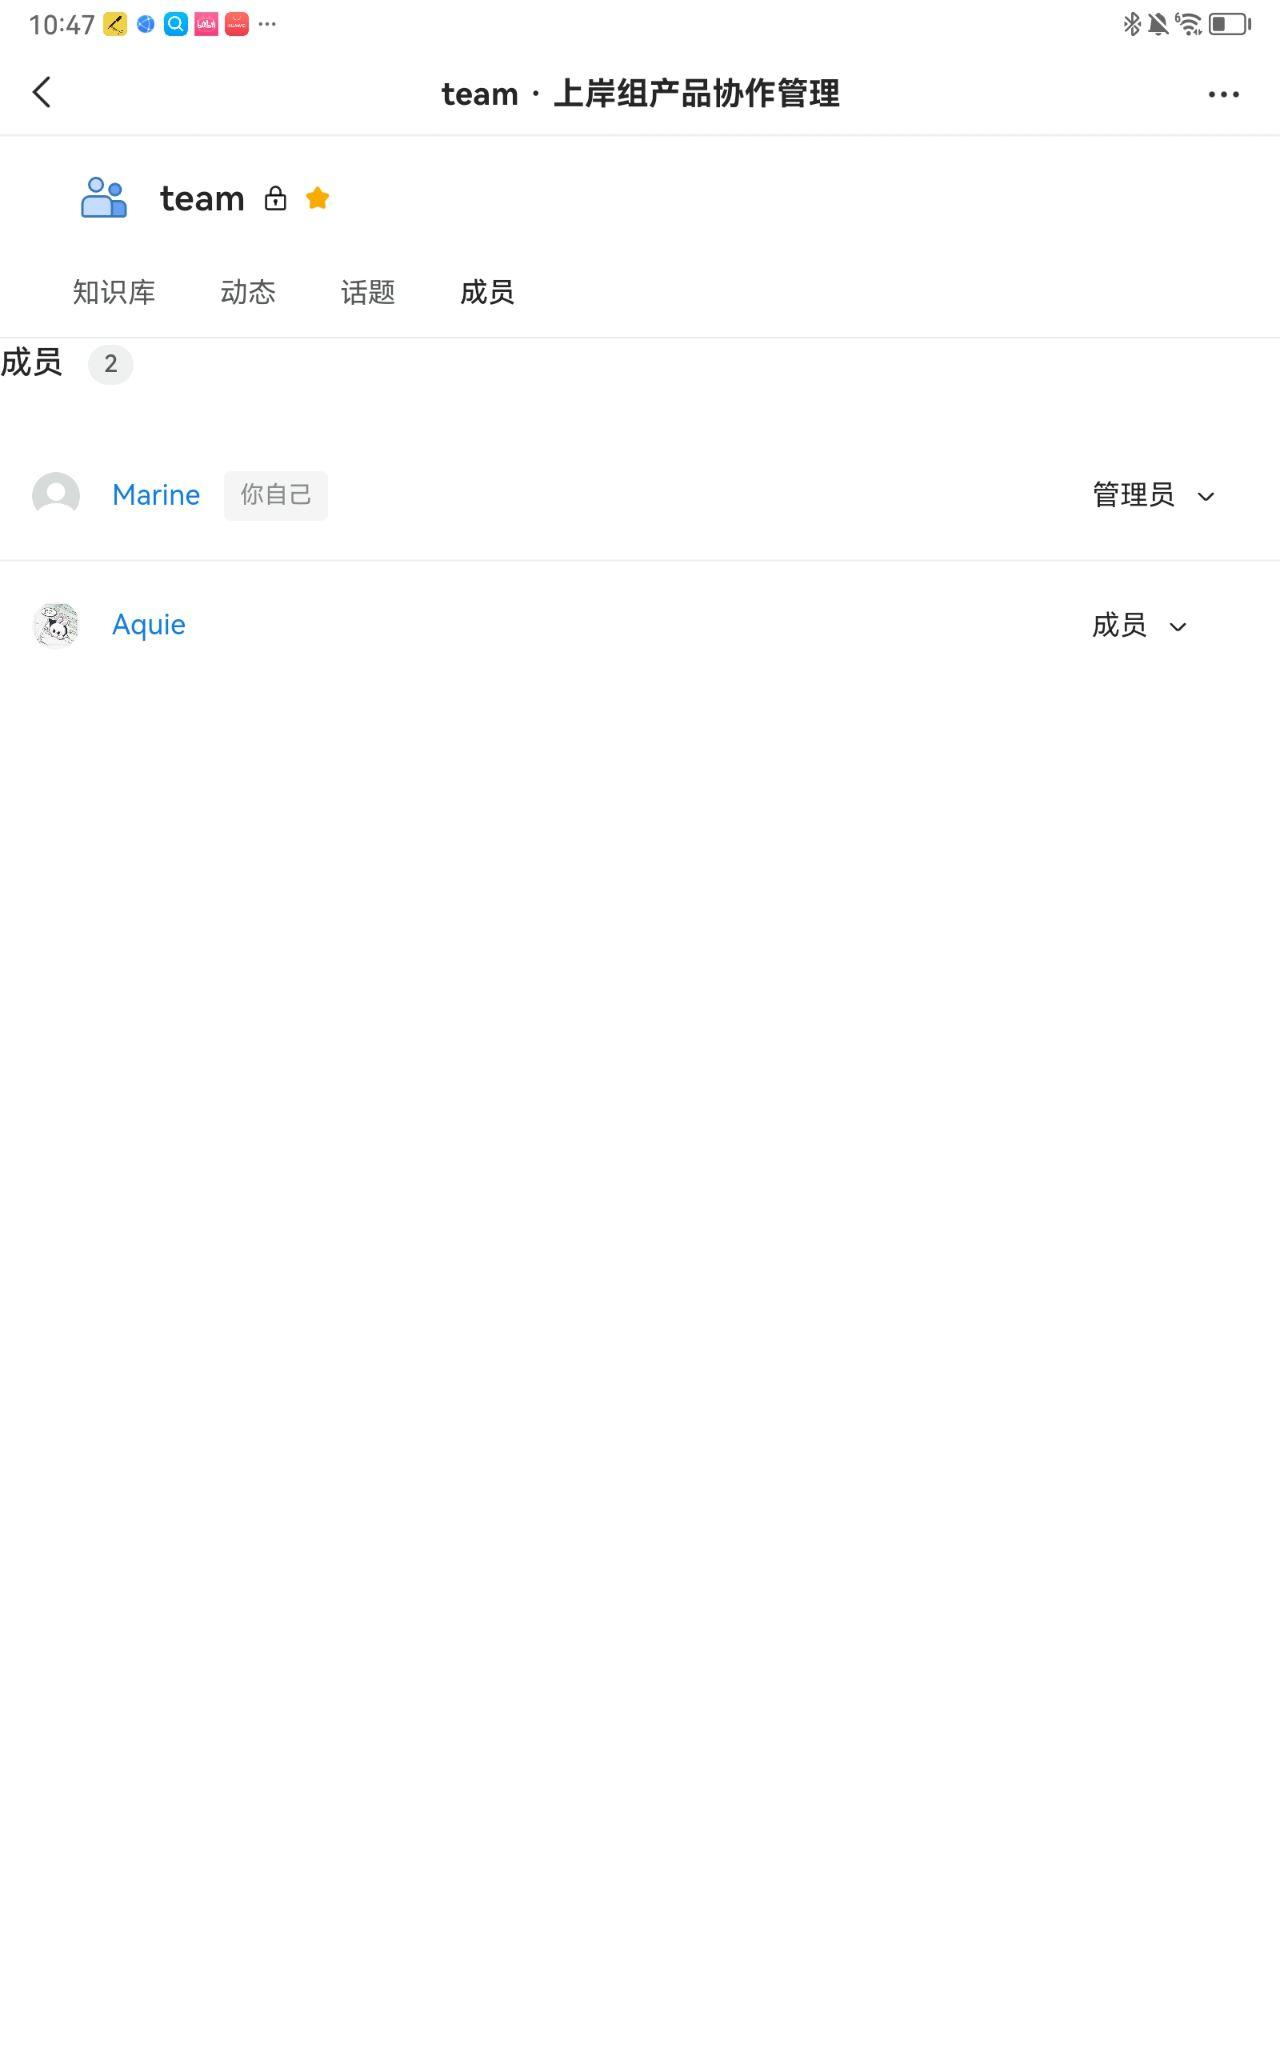 10:47
team · 上岸组产品协作管理
team
知识库 动态 话题 成员
成员 2
Marine 你自己 管理员
Aquie 成员